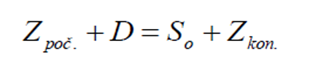 Z_poč. + D = S_o + Z_kon.